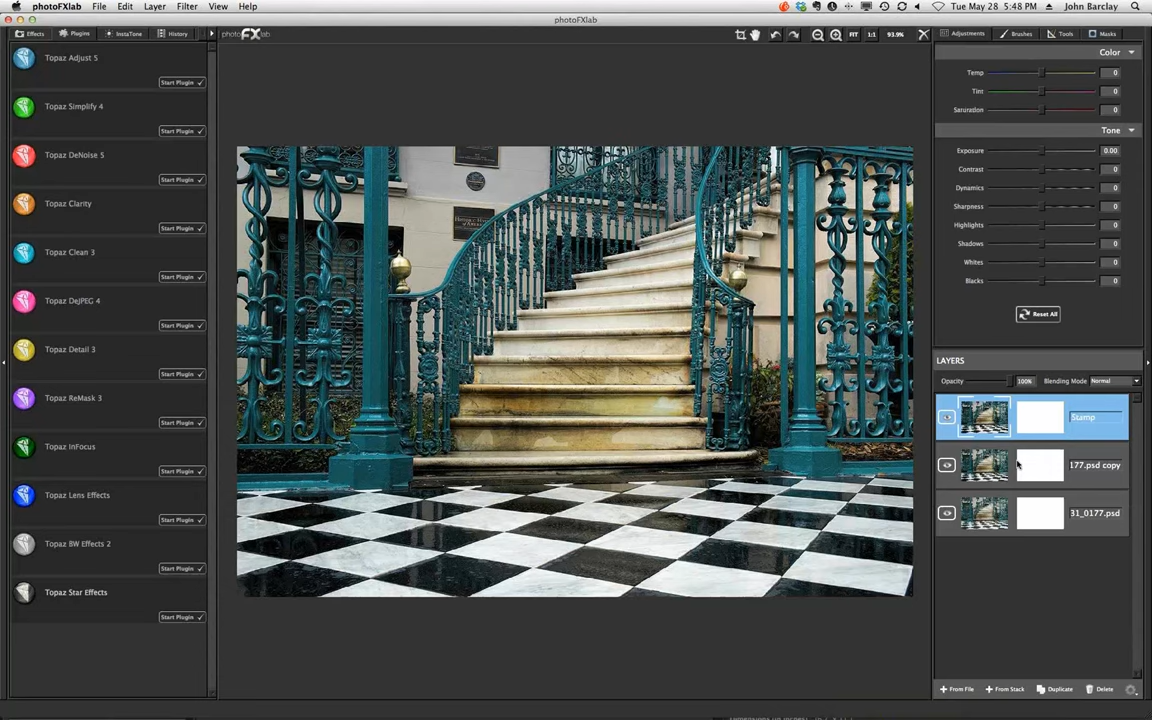 photoFXlab File Edit Layer Filter View Help Tue May 28 5:48 PM John Barclay
photoFXlab
Effects Plugins InstaTone History
photoFXlab
FIT 1:1 93.9%
Adjustments Brushes Tools Masks
Topaz Adjust 5
Start Plugin
Topaz Simplify 4
Start Plugin
Topaz DeNoise 5
Start Plugin
Topaz Clarity
Start Plugin
Topaz Clean 3
Start Plugin
Topaz DeJPEG 4
Start Plugin
Topaz Detail 3
Start Plugin
Topaz ReMask 3
Start Plugin
Topaz InFocus
Start Plugin
Topaz Lens Effects
Start Plugin
Topaz BW Effects 2
Start Plugin
Topaz Star Effects
Start Plugin
Color
Temp 0
Tint 0
Saturation 0
Tone
Exposure 0.00
Contrast 0
Dynamics 0
Sharpness 0
Highlights 0
Shadows 0
Whites 0
Blacks 0
Reset All
LAYERS
Opacity 100% Blending Mode Normal
Stamp
177.psd copy
31_0177.psd
From File From Stack Duplicate Delete